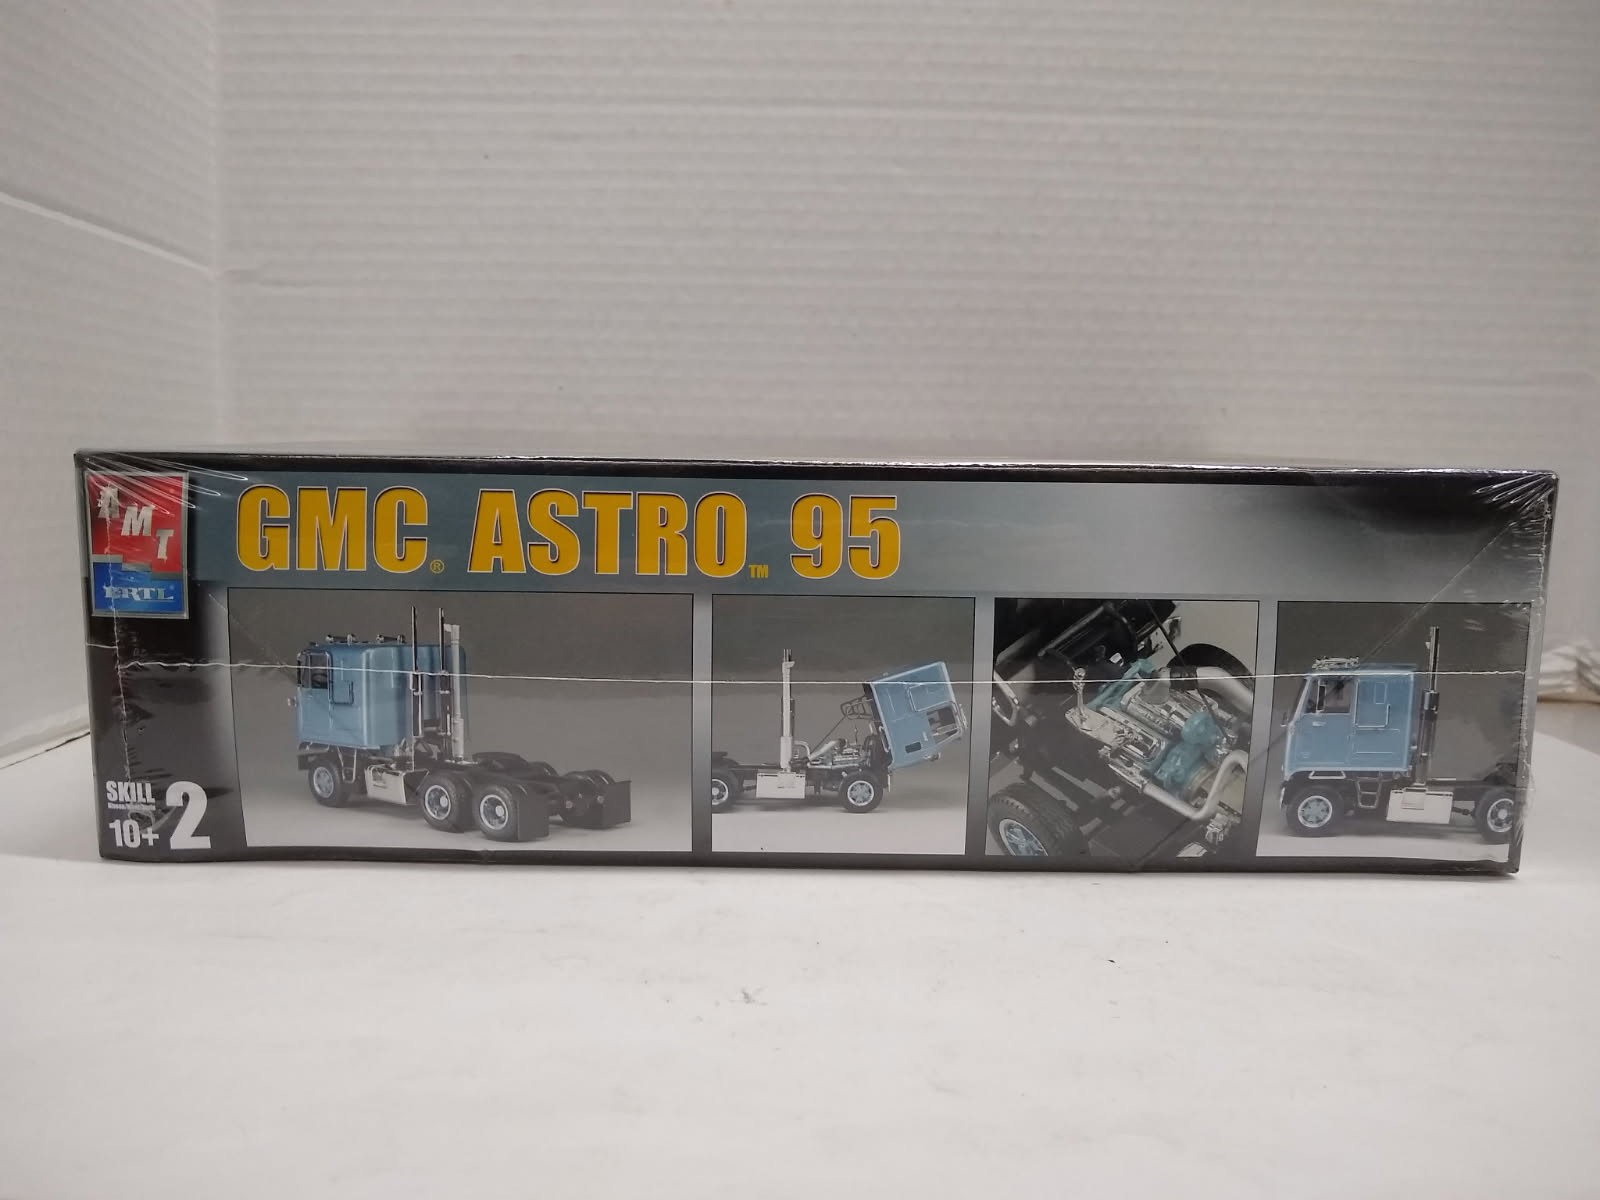 AMT
ERTL®
GMC® ASTRO™ 95
SKILL 2
10+